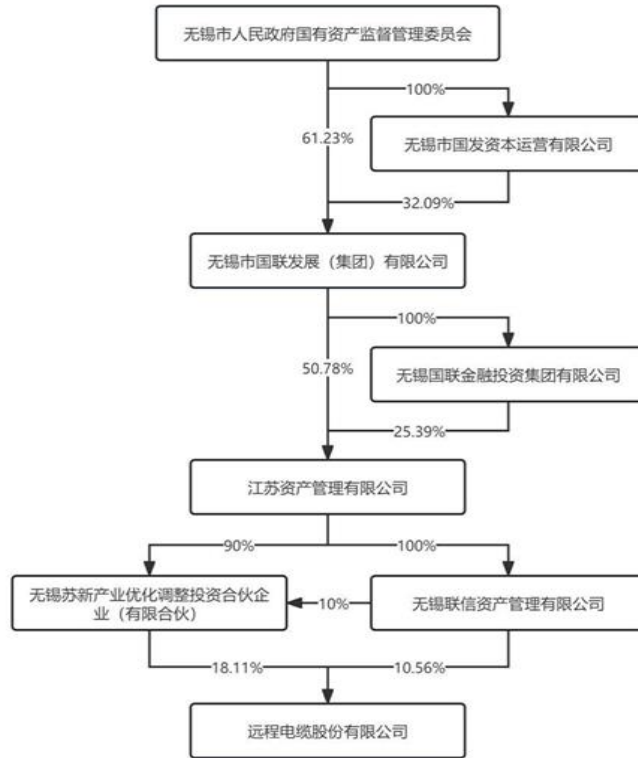 无锡市人民政府国有资产监督管理委员会
100%
61.23%
无锡市国发资本运营有限公司
32.09%
无锡市国联发展（集团）有限公司
100%
50.78%
无锡国联金融投资集团有限公司
25.39%
江苏资产管理有限公司
90%
100%
无锡苏新产业优化调整投资合伙企
业（有限合伙）
10%
无锡联信资产管理有限公司
18.11%
10.56%
远程电缆股份有限公司